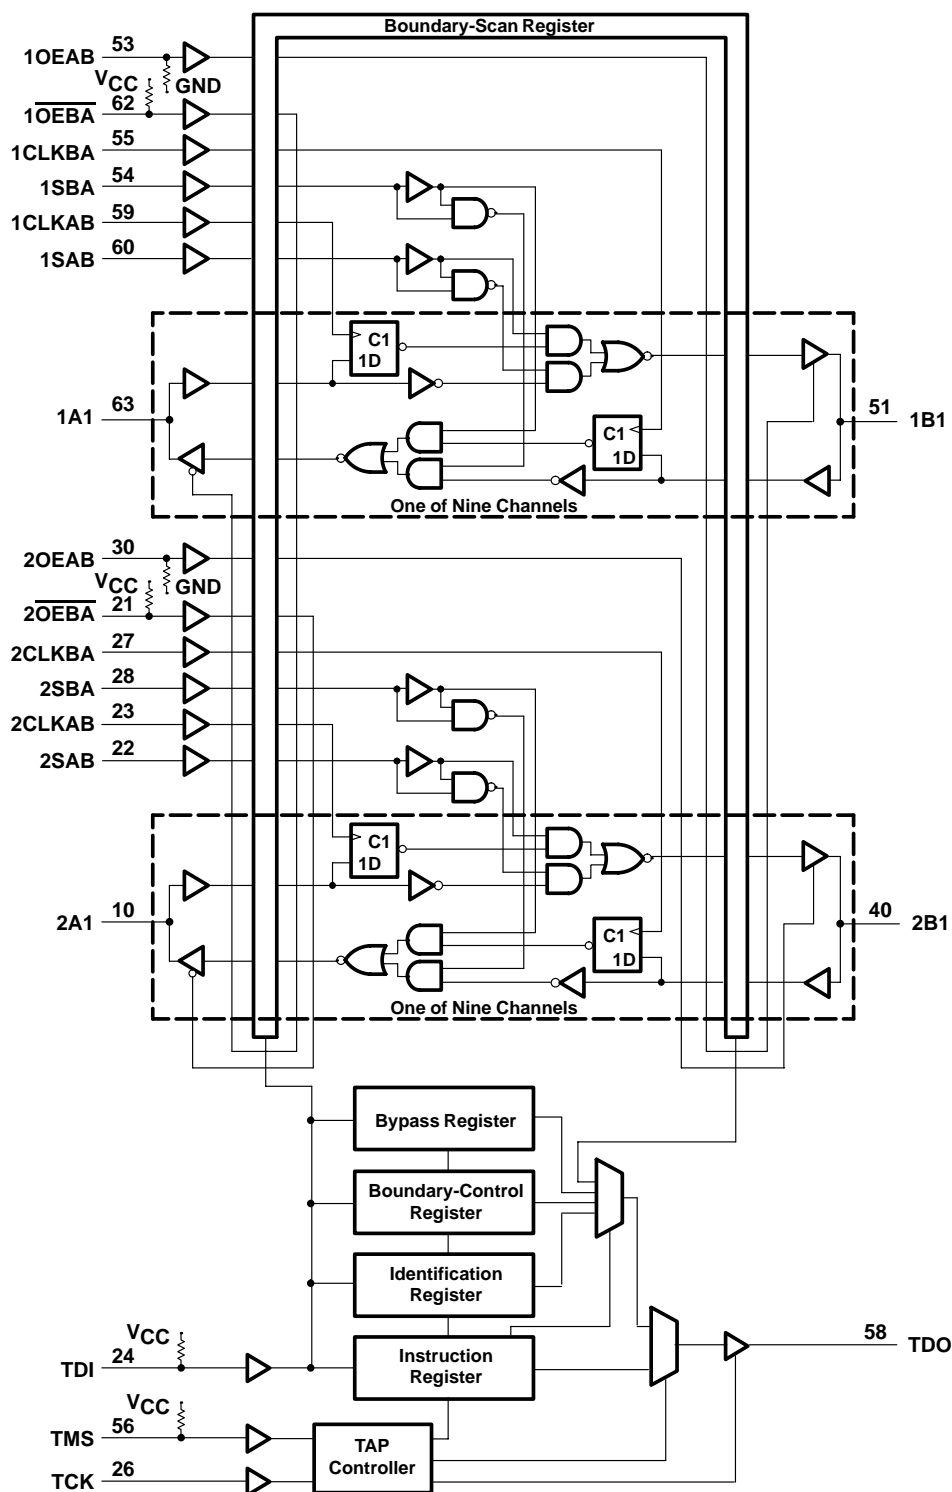 Boundary-Scan Register
1OEAB 53
VCC GND
1OEBA 62
1CLKBA 55
1SBA 54
1CLKAB 59
1SAB 60
C1
1D
1A1 63
51 1B1
C1
1D
One of Nine Channels
2OEAB 30
VCC GND
2OEBA 21
2CLKBA 27
2SBA 28
2CLKAB 23
2SAB 22
C1
1D
2A1 10
40 2B1
C1
1D
One of Nine Channels
Bypass Register
Boundary-Control
Register
Identification
Register
VCC
TDI 24
Instruction
Register
58 TDO
VCC
TMS 56
TAP
Controller
TCK 26